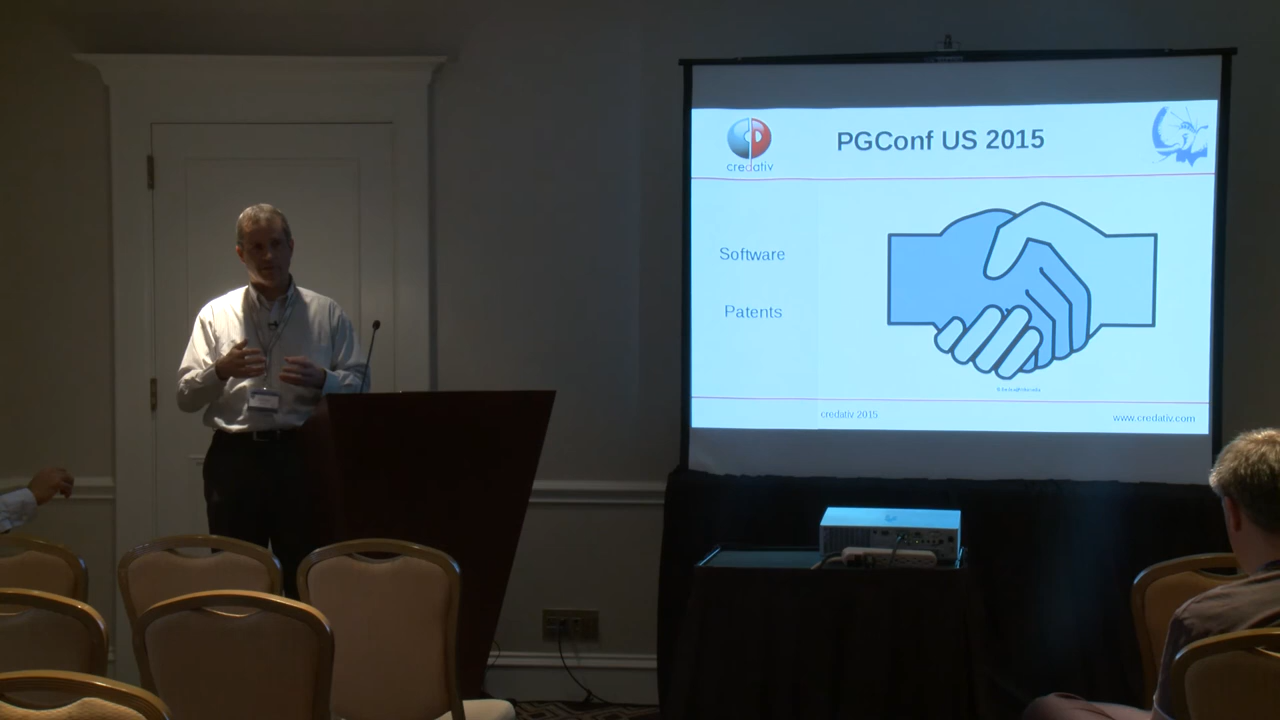 PGConf US 2015
credativ
Software
Patents
credativ 2015
www.credativ.com